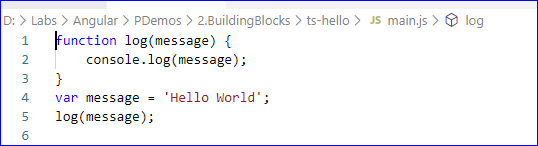 D: > Labs > Angular > PDemos > 2.BuildingBlocks > ts-hello > JS main.js > log
1 function log(message) {
2     console.log(message);
3 }
4 var message = 'Hello World';
5 log(message);
6